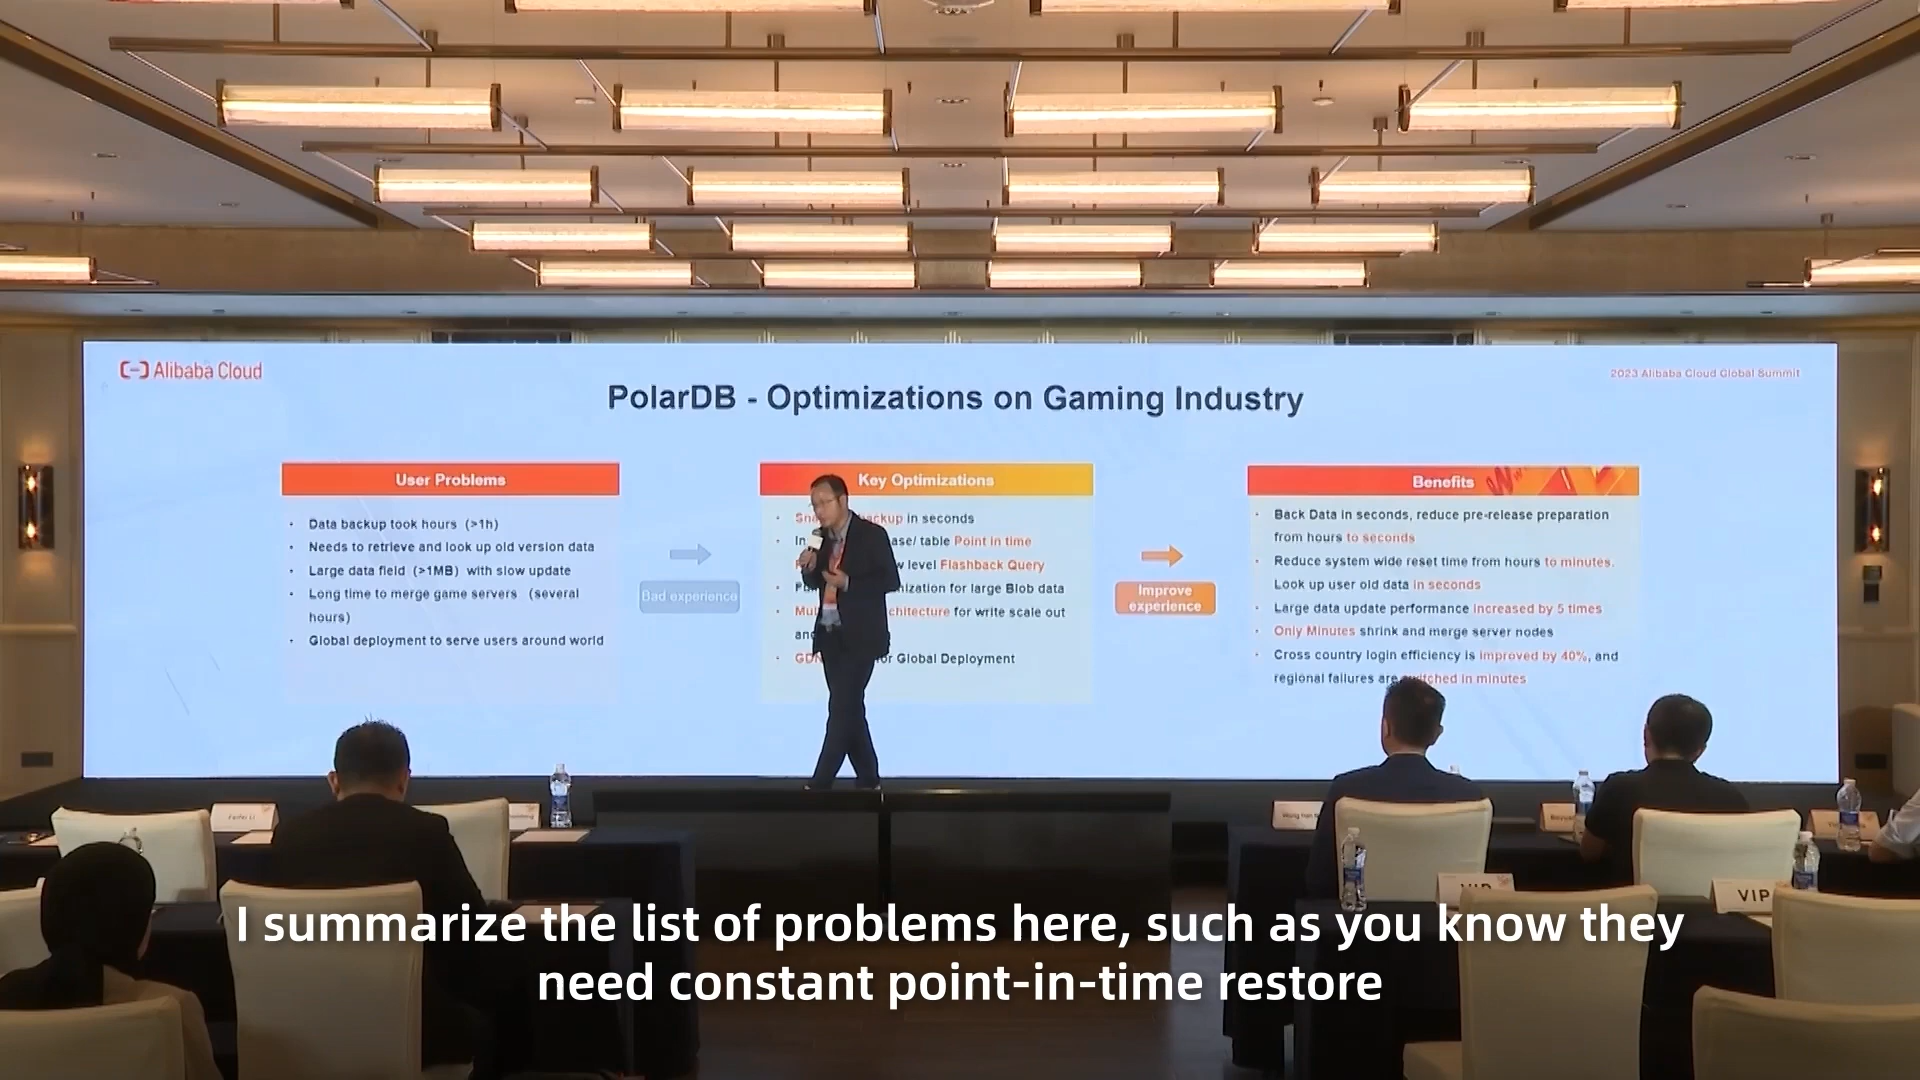 Alibaba Cloud
2023 Alibaba Cloud Global Summit
PolarDB - Optimizations on Gaming Industry
User Problems
Data backup took hours (>1h)
Needs to retrieve and look up old version data
Large data field (>1MB) with slow update
Long time to merge game servers (several
hours)
Global deployment to serve users around world
Bad experience
Key Optimizations
in seconds
ase/ table Point in time
w level Flashback Query
for large Blob data
for write scale out
for Global Deployment
Improve
experience
Benefits
Back Data in seconds, reduce pre-release preparation
from hours to seconds
Reduce system wide reset time from hours to minutes.
Look up user old data in seconds
Large data update performance increased by 5 times
Only Minutes shrink and merge server nodes
Cross country login efficiency is improved by 40%, and
regional failures are switched in minutes
Feifei Li
VIP
VIP
I summarize the list of problems here, such as you know they
need constant point-in-time restore